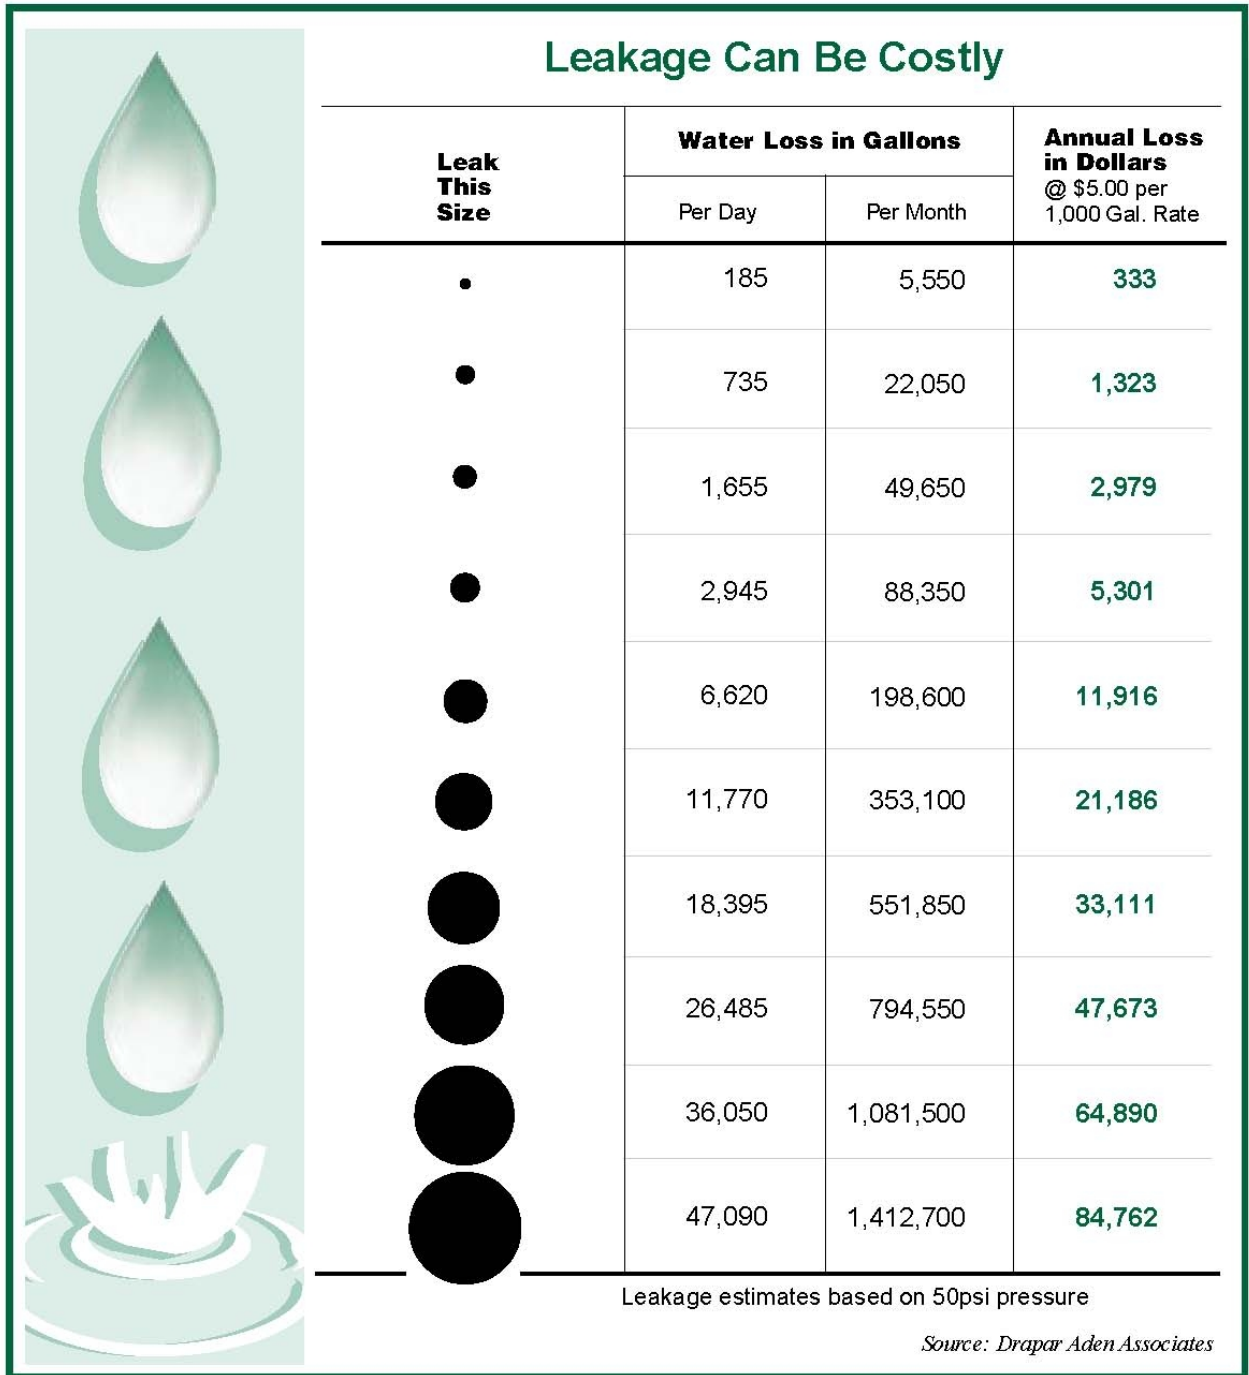 Leakage Can Be Costly
Leak
This
Size
Water Loss in Gallons
Per Day Per Month
Annual Loss
in Dollars
@ $5.00 per
1,000 Gal. Rate
185 5,550 333
735 22,050 1,323
1,655 49,650 2,979
2,945 88,350 5,301
6,620 198,600 11,916
11,770 353,100 21,186
18,395 551,850 33,111
26,485 794,550 47,673
36,050 1,081,500 64,890
47,090 1,412,700 84,762
Leakage estimates based on 50psi pressure
Source: Drapar Aden Associates